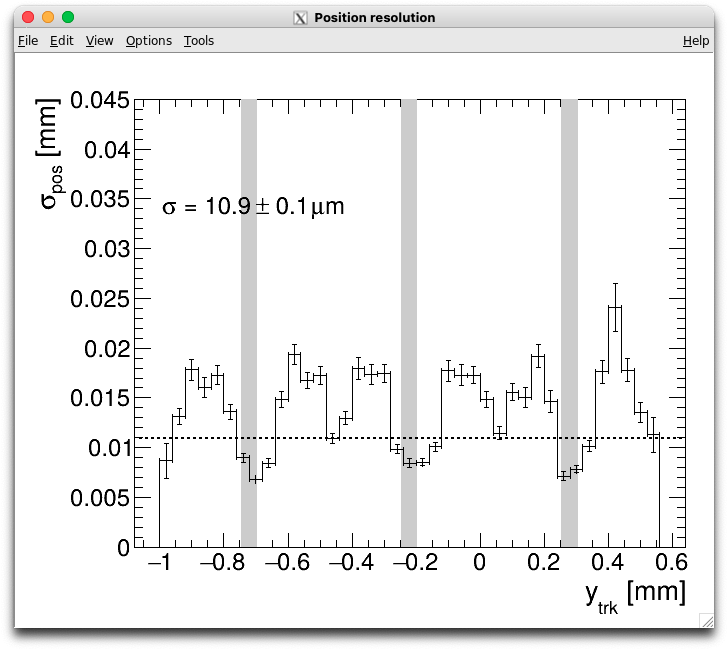 Position resolution
File Edit View Options Tools Help
σpos [mm]
0.045
0.04
0.035
0.03
0.025
0.02
0.015
0.01
0.005
0
σ = 10.9 ± 0.1 μm
−1 −0.8 −0.6 −0.4 −0.2 0 0.2 0.4 0.6
ytrk [mm]